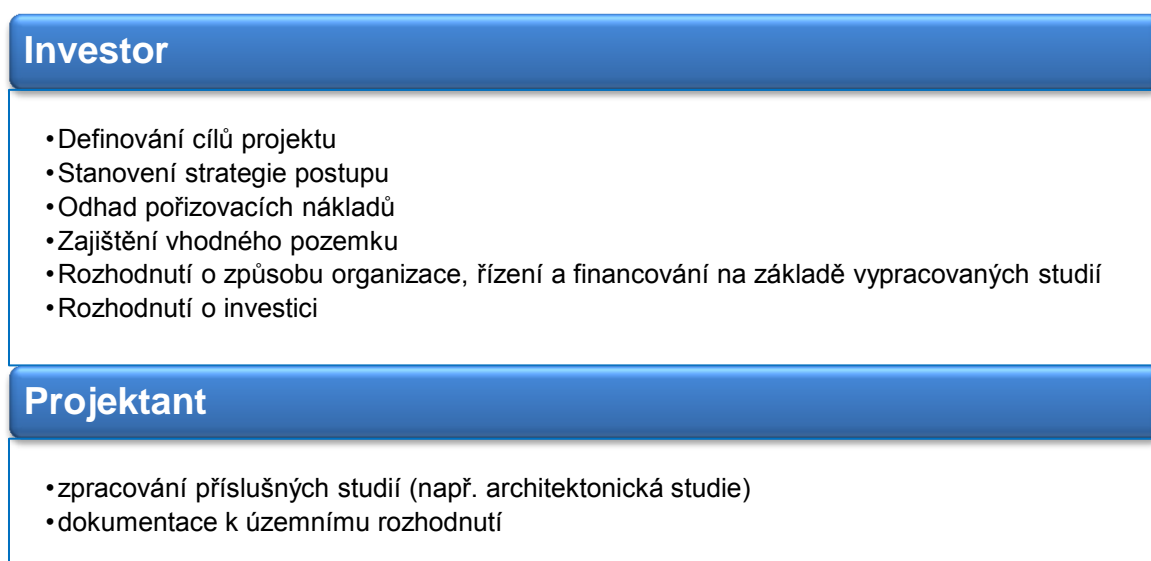 Investor
•Definování cílů projektu
•Stanovení strategie postupu
•Odhad pořizovacích nákladů
•Zajištění vhodného pozemku
•Rozhodnutí o způsobu organizace, řízení a financování na základě vypracovaných studií
•Rozhodnutí o investici
Projektant
•zpracování příslušných studií (např. architektonická studie)
•dokumentace k územnímu rozhodnutí